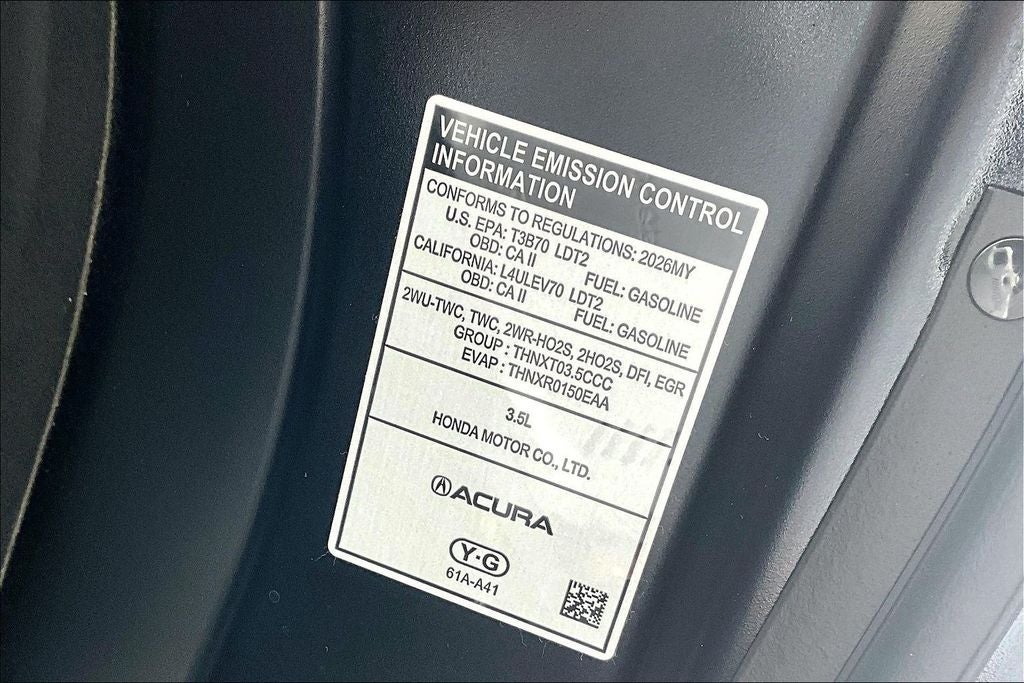 VEHICLE EMISSION CONTROL
INFORMATION
CONFORMS TO REGULATIONS: 2026MY
U.S. EPA: T3B70 LDT2
OBD: CA II FUEL: GASOLINE
CALIFORNIA: L4ULEV70 LDT2
OBD: CA II FUEL: GASOLINE
2WU-TWC, TWC, 2WR-HO2S, 2HO2S, DFI, EGR
GROUP : THNXT03.5CCC
EVAP : THNXR0150EAA
3.5L
HONDA MOTOR CO., LTD.
ACURA
Y-G
61A-A41